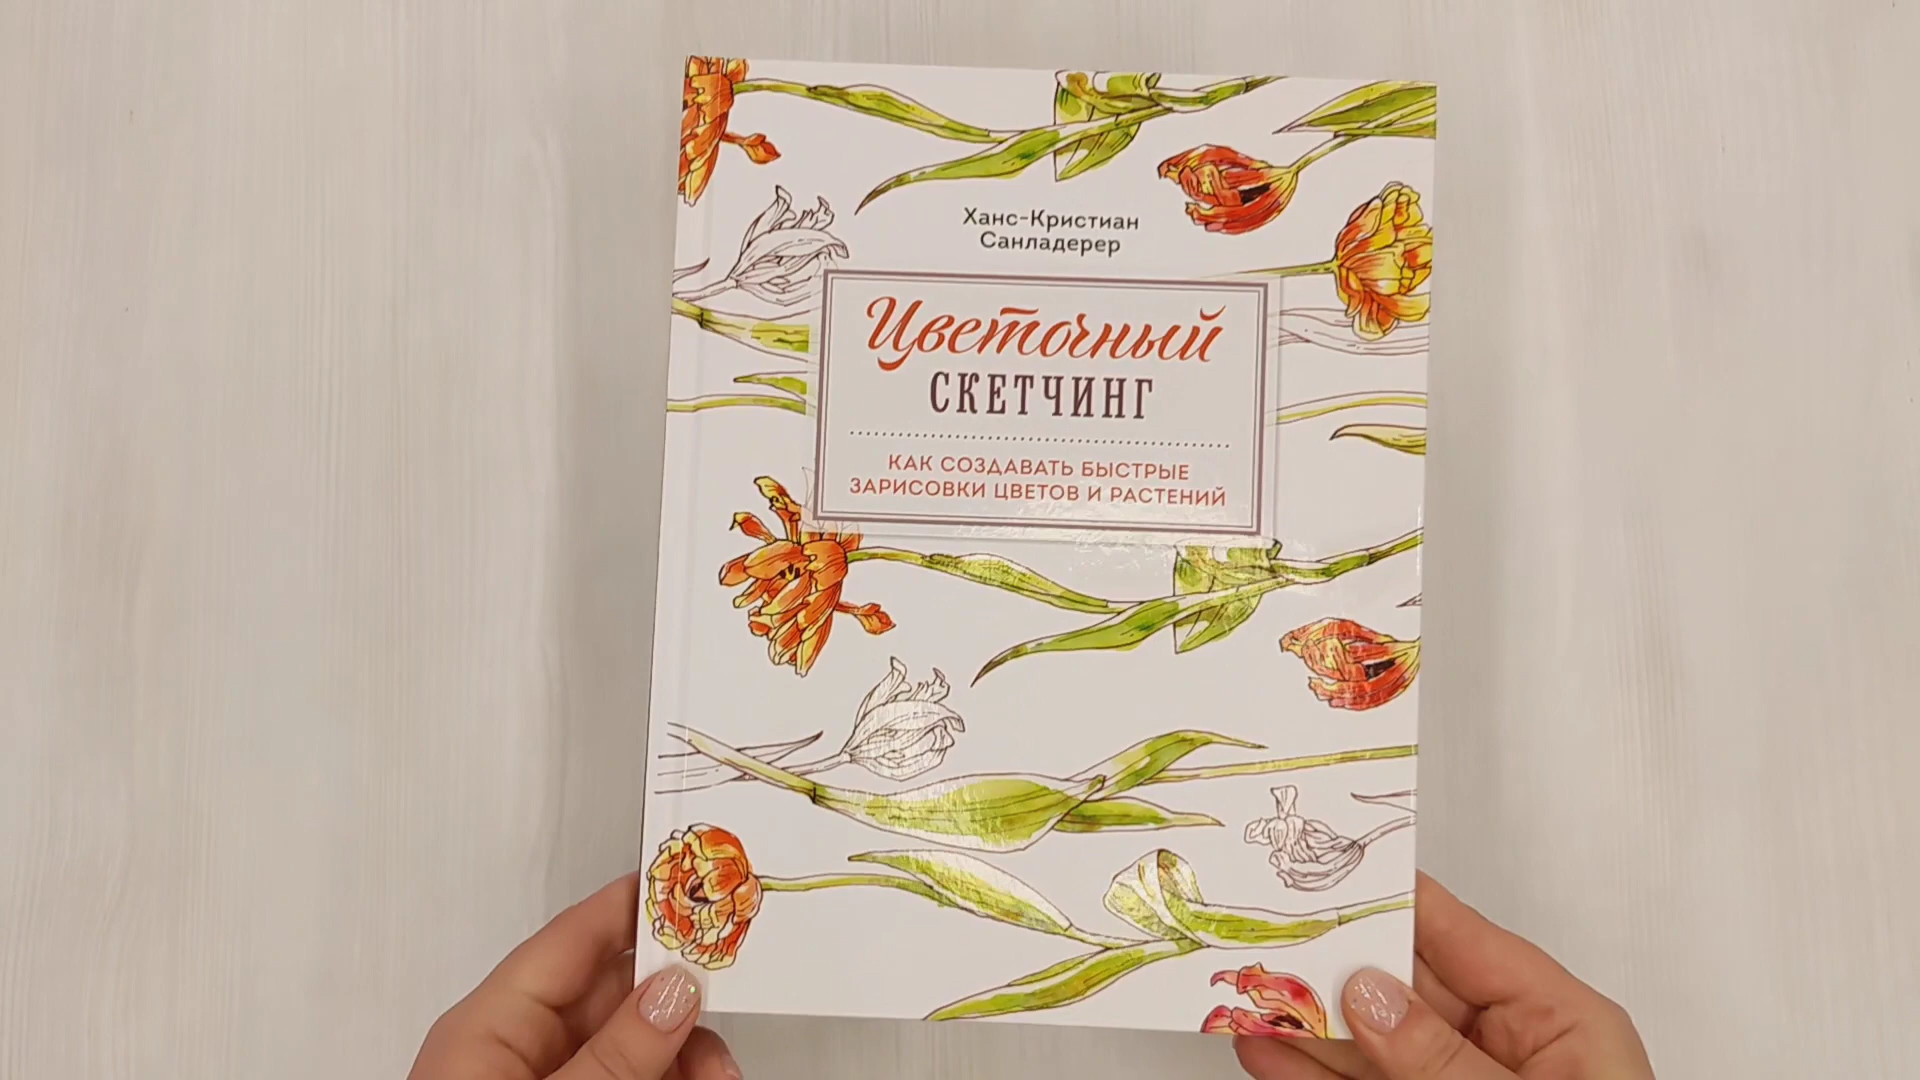 Ханс-Кристиан
Санладерер
Цветочный
СКЕТЧИНГ
КАК СОЗДАВАТЬ БЫСТРЫЕ
ЗАРИСОВКИ ЦВЕТОВ И РАСТЕНИЙ